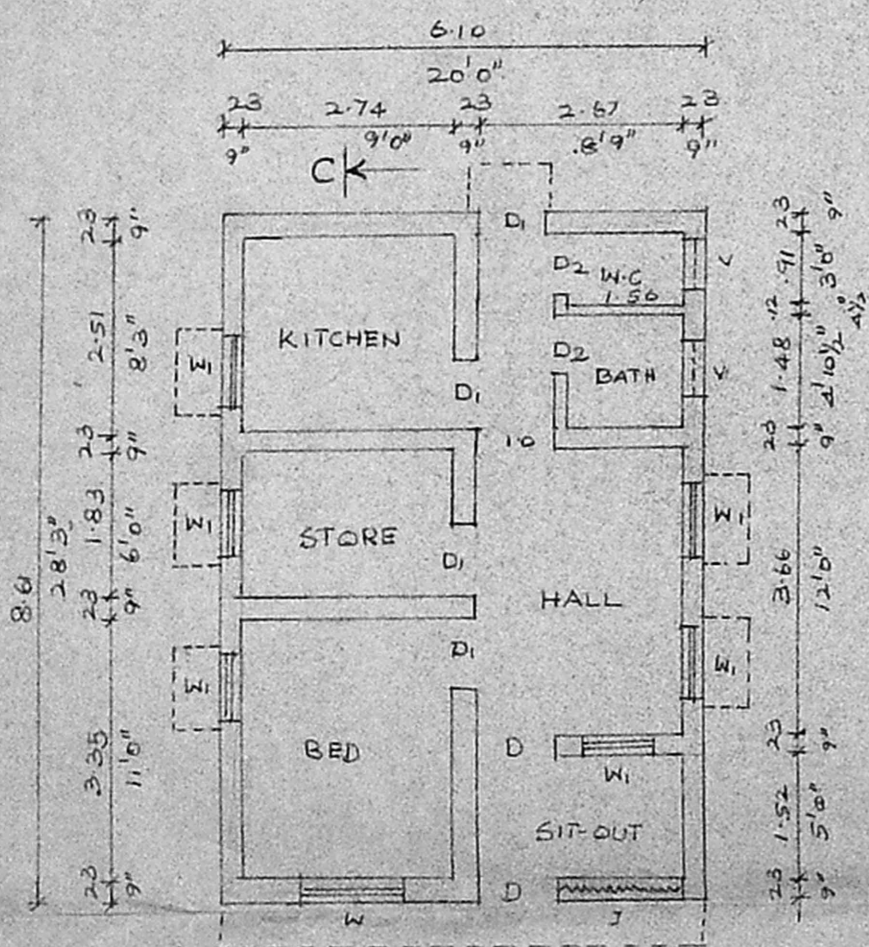 6.10
20'0"
23 2.74 23 2.67 23
9" 9'0" 9" 8'9" 9"
C
D1
D2 W.C
1.50
V
KITCHEN
D2
BATH
V
D1
10
W1
STORE
D1
W1
W1
HALL
D1
W1
W1
BED
D
W1
SIT-OUT
D
W
J
8.61
28'3"
23 9"
2.51 8'3"
23 9"
1.83 6'0"
23 9"
3.35 11'0"
23 9"
23 9"
.91 3'0"
.12 4½"
1.48 4'10½"
23 9"
3.66 12'0"
23 9"
1.52 5'0"
23 9"